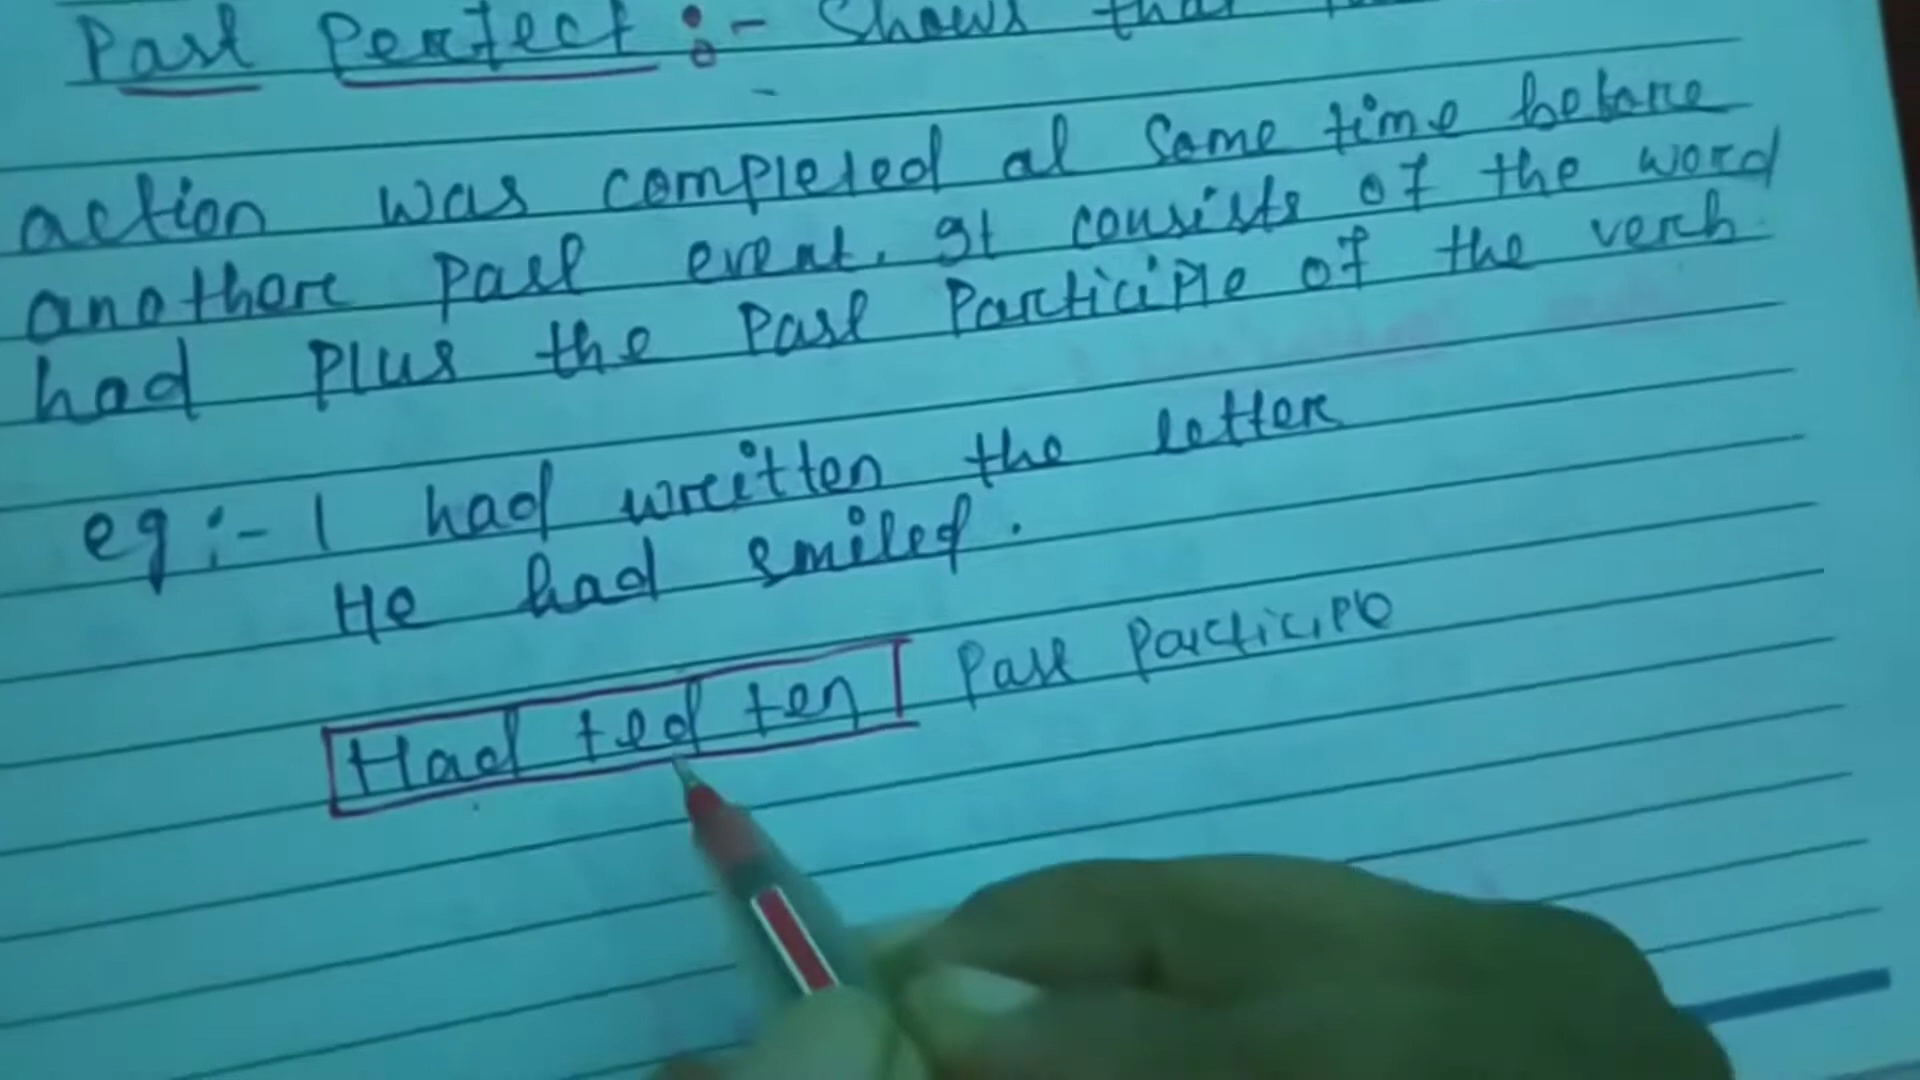 Past Perfect :- Shows that
action was completed at some time before
another past event. It consists of the word
had plus the past participle of the verb.
eg :- I had written the letter
He had smiled.
Had ted ten Past Participle